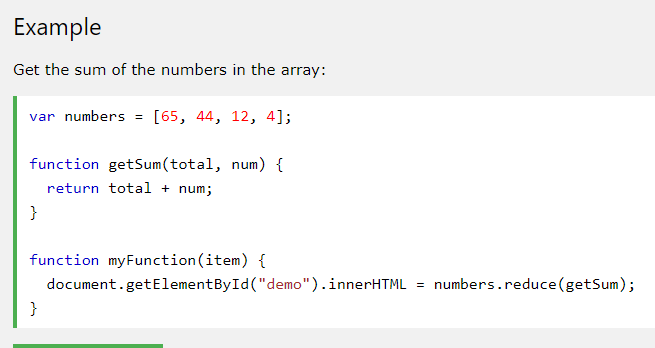 Example
Get the sum of the numbers in the array:
var numbers = [65, 44, 12, 4];
function getSum(total, num) {
  return total + num;
}
function myFunction(item) {
  document.getElementById("demo").innerHTML = numbers.reduce(getSum);
}